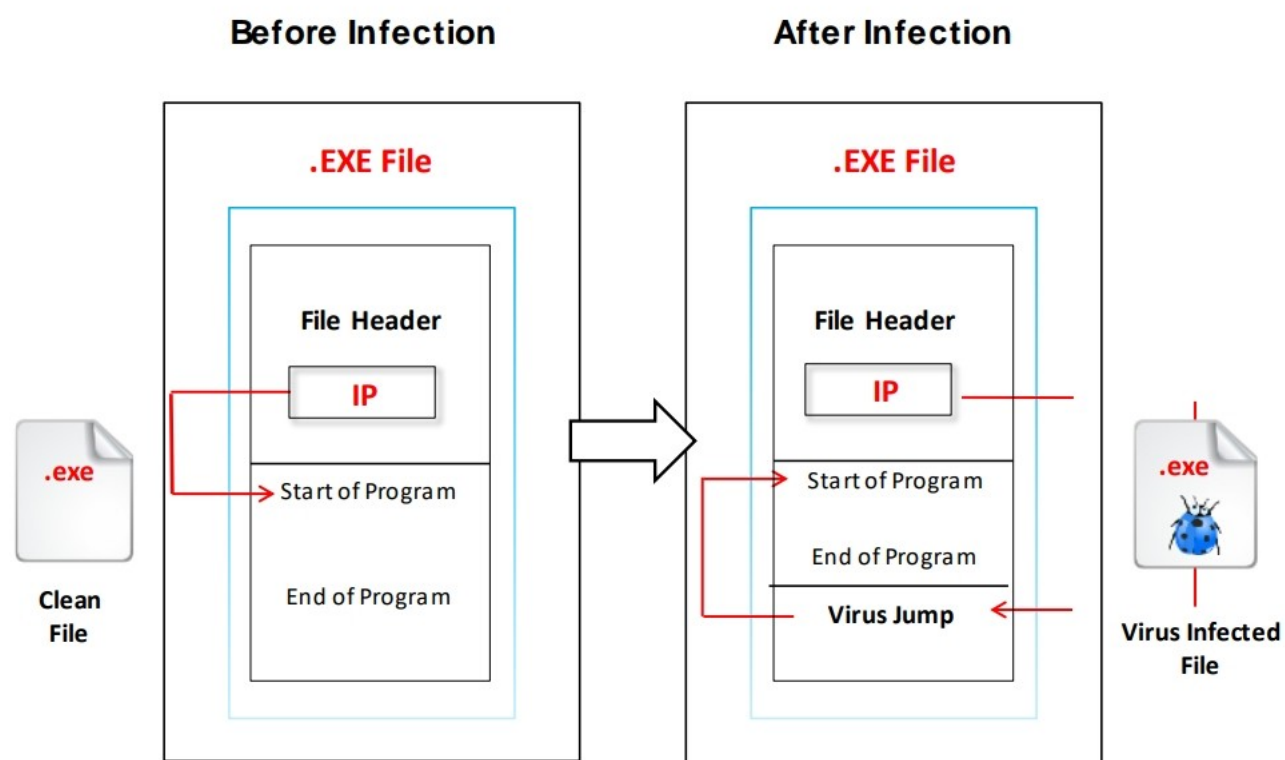 Before Infection
After Infection
.EXE File
File Header
IP
Start of Program
End of Program
.exe
Clean
File
.EXE File
File Header
IP
Start of Program
End of Program
Virus Jump
.exe
Virus Infected
File